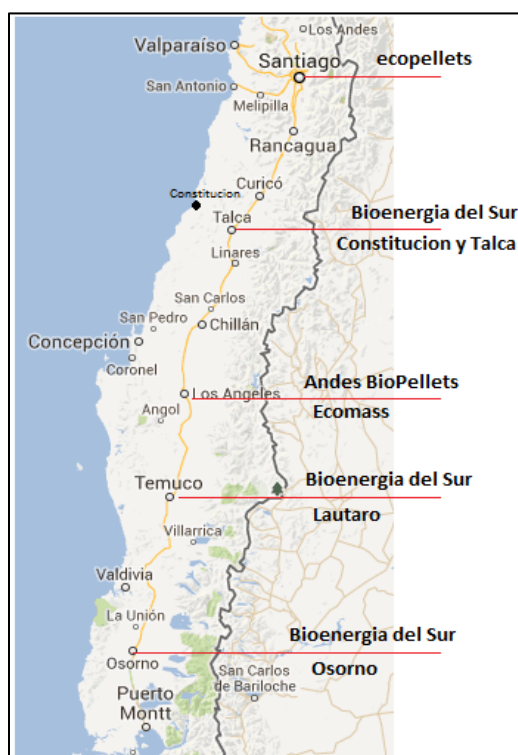 Los Andes
Valparaíso
Santiago
ecopellets
San Antonio
Melipilla
Rancagua
Constitucion
Curicó
Talca
Bioenergia del Sur
Constitucion y Talca
Linares
San Carlos
San Pedro
Chillán
Concepción
Coronel
Andes BioPellets
Los Angeles
Ecomass
Angol
Temuco
Bioenergia del Sur
Lautaro
Villarrica
Valdivia
La Unión
Bioenergia del Sur
Osorno
Osorno
San Carlos
de Bariloche
Puerto
Montt